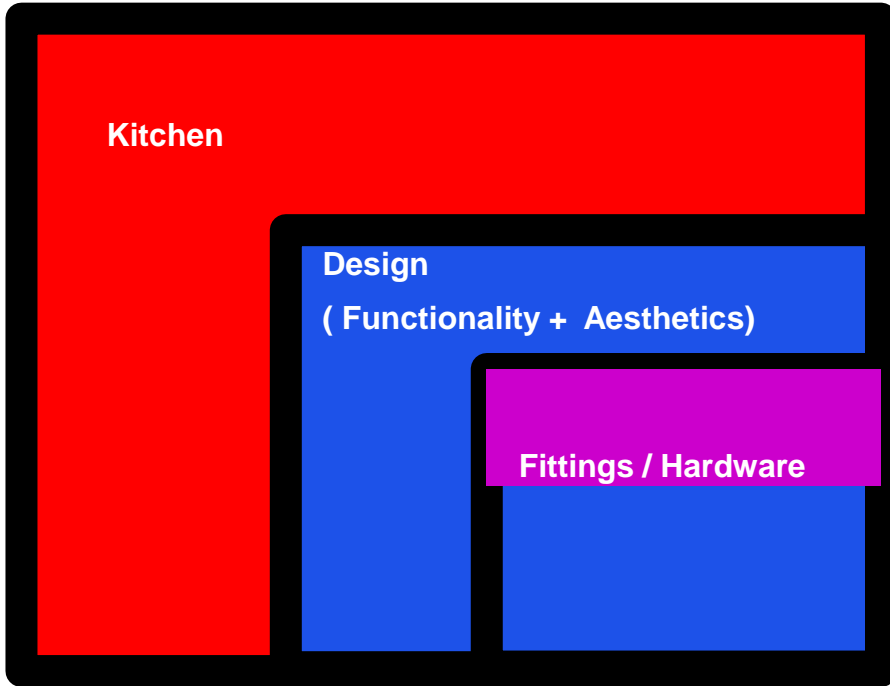 Kitchen
Design
( Functionality + Aesthetics)
Fittings / Hardware